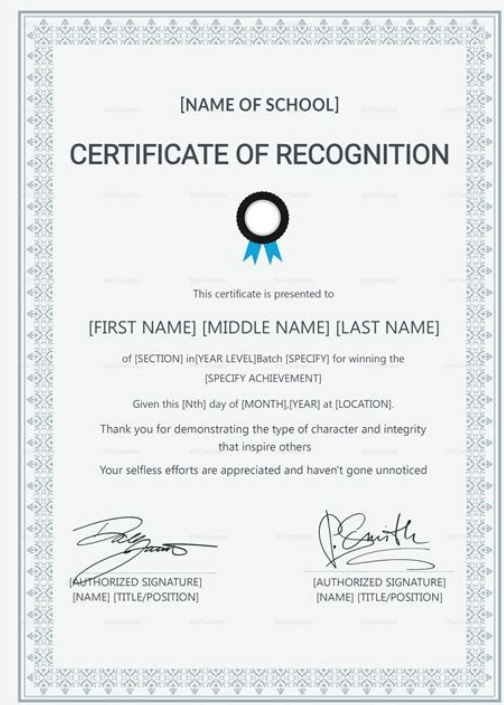 [NAME OF SCHOOL]
CERTIFICATE OF RECOGNITION
This certificate is presented to
[FIRST NAME] [MIDDLE NAME] [LAST NAME]
of [SECTION] in[YEAR LEVEL]Batch [SPECIFY] for winning the
[SPECIFY ACHIEVEMENT]
Given this [Nth] day of [MONTH],[YEAR] at [LOCATION].
Thank you for demonstrating the type of character and integrity
that inspire others
Your selfless efforts are appreciated and haven't gone unnoticed
P.Smith
[AUTHORIZED SIGNATURE] [AUTHORIZED SIGNATURE]
[NAME] [TITLE/POSITION] [NAME] [TITLE/POSITION]